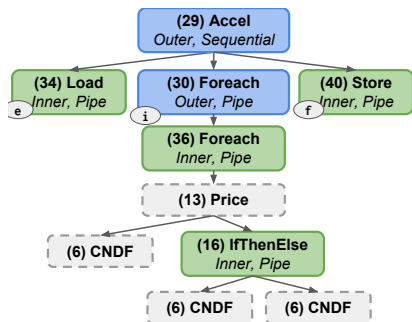 (29) Accel
Outer, Sequential
(34) Load
Inner, Pipe
e
(30) Foreach
Outer, Pipe
i
(40) Store
Inner, Pipe
f
(36) Foreach
Inner, Pipe
(13) Price
(6) CNDF
(16) IfThenElse
Inner, Pipe
(6) CNDF
(6) CNDF